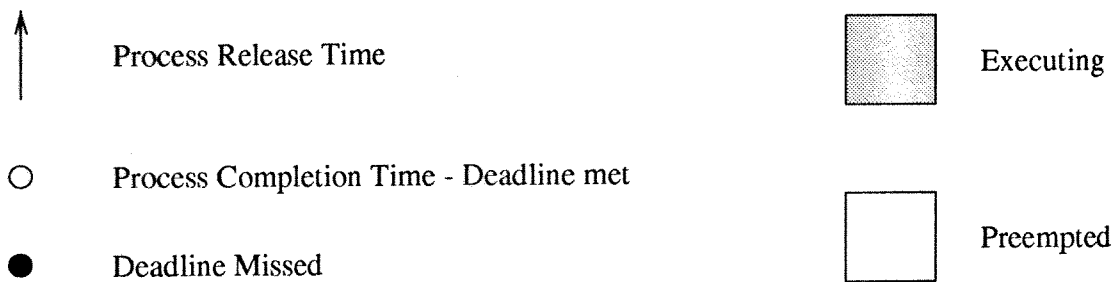 Process Release Time
Executing
Process Completion Time - Deadline met
Preempted
Deadline Missed